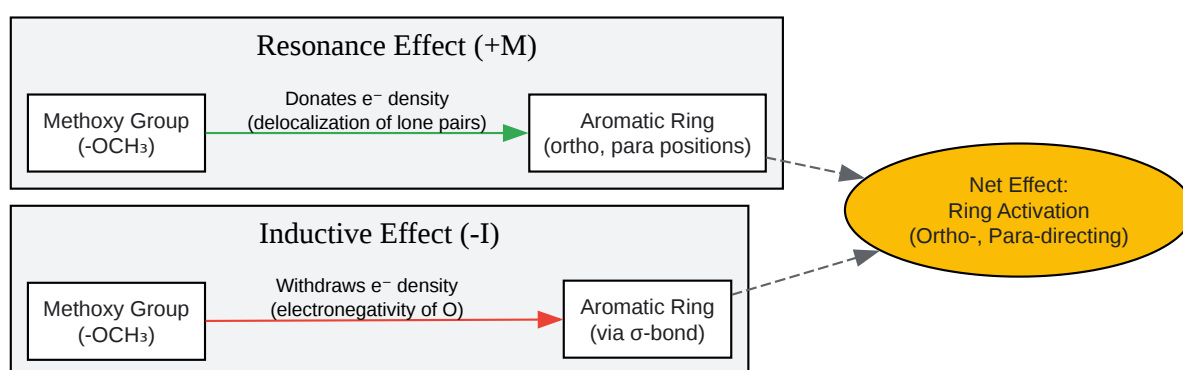 Resonance Effect (+M)
Methoxy Group
(-OCH₃)
Donates e⁻ density
(delocalization of lone pairs)
Aromatic Ring
(ortho, para positions)
Inductive Effect (-I)
Methoxy Group
(-OCH₃)
Withdraws e⁻ density
(electronegativity of O)
Aromatic Ring
(via σ-bond)
Net Effect:
Ring Activation
(Ortho-, Para-directing)